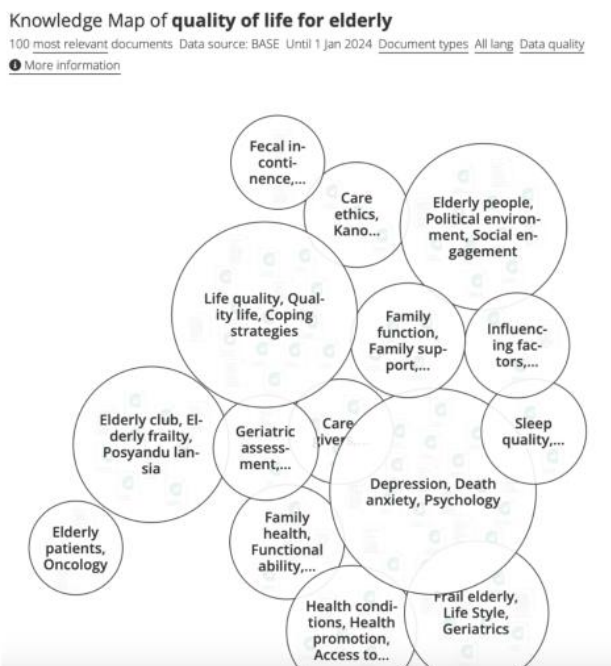 Knowledge Map of quality of life for elderly
100 most relevant documents Data source: BASE Until 1 Jan 2024 Document types All lang Data quality
More information
Fecal in-
conti-
nence,...
Care
ethics,
Kano...
Elderly people,
Political environ-
ment, Social en-
gagement
Life quality, Qual-
ity life, Coping
strategies
Family
function,
Family sup-
port,...
Influenc-
ing fac-
tors,...
Elderly club, El-
derly frailty,
Posyandu lan-
sia
Geriatric
assess-
ment,...
Care
giver
Sleep
quality,...
Depression, Death
anxiety, Psychology
Elderly
patients,
Oncology
Family
health,
Functional
ability,...
Health condi-
tions, Health
promotion,
Access to...
Frail elderly,
Life Style,
Geriatrics